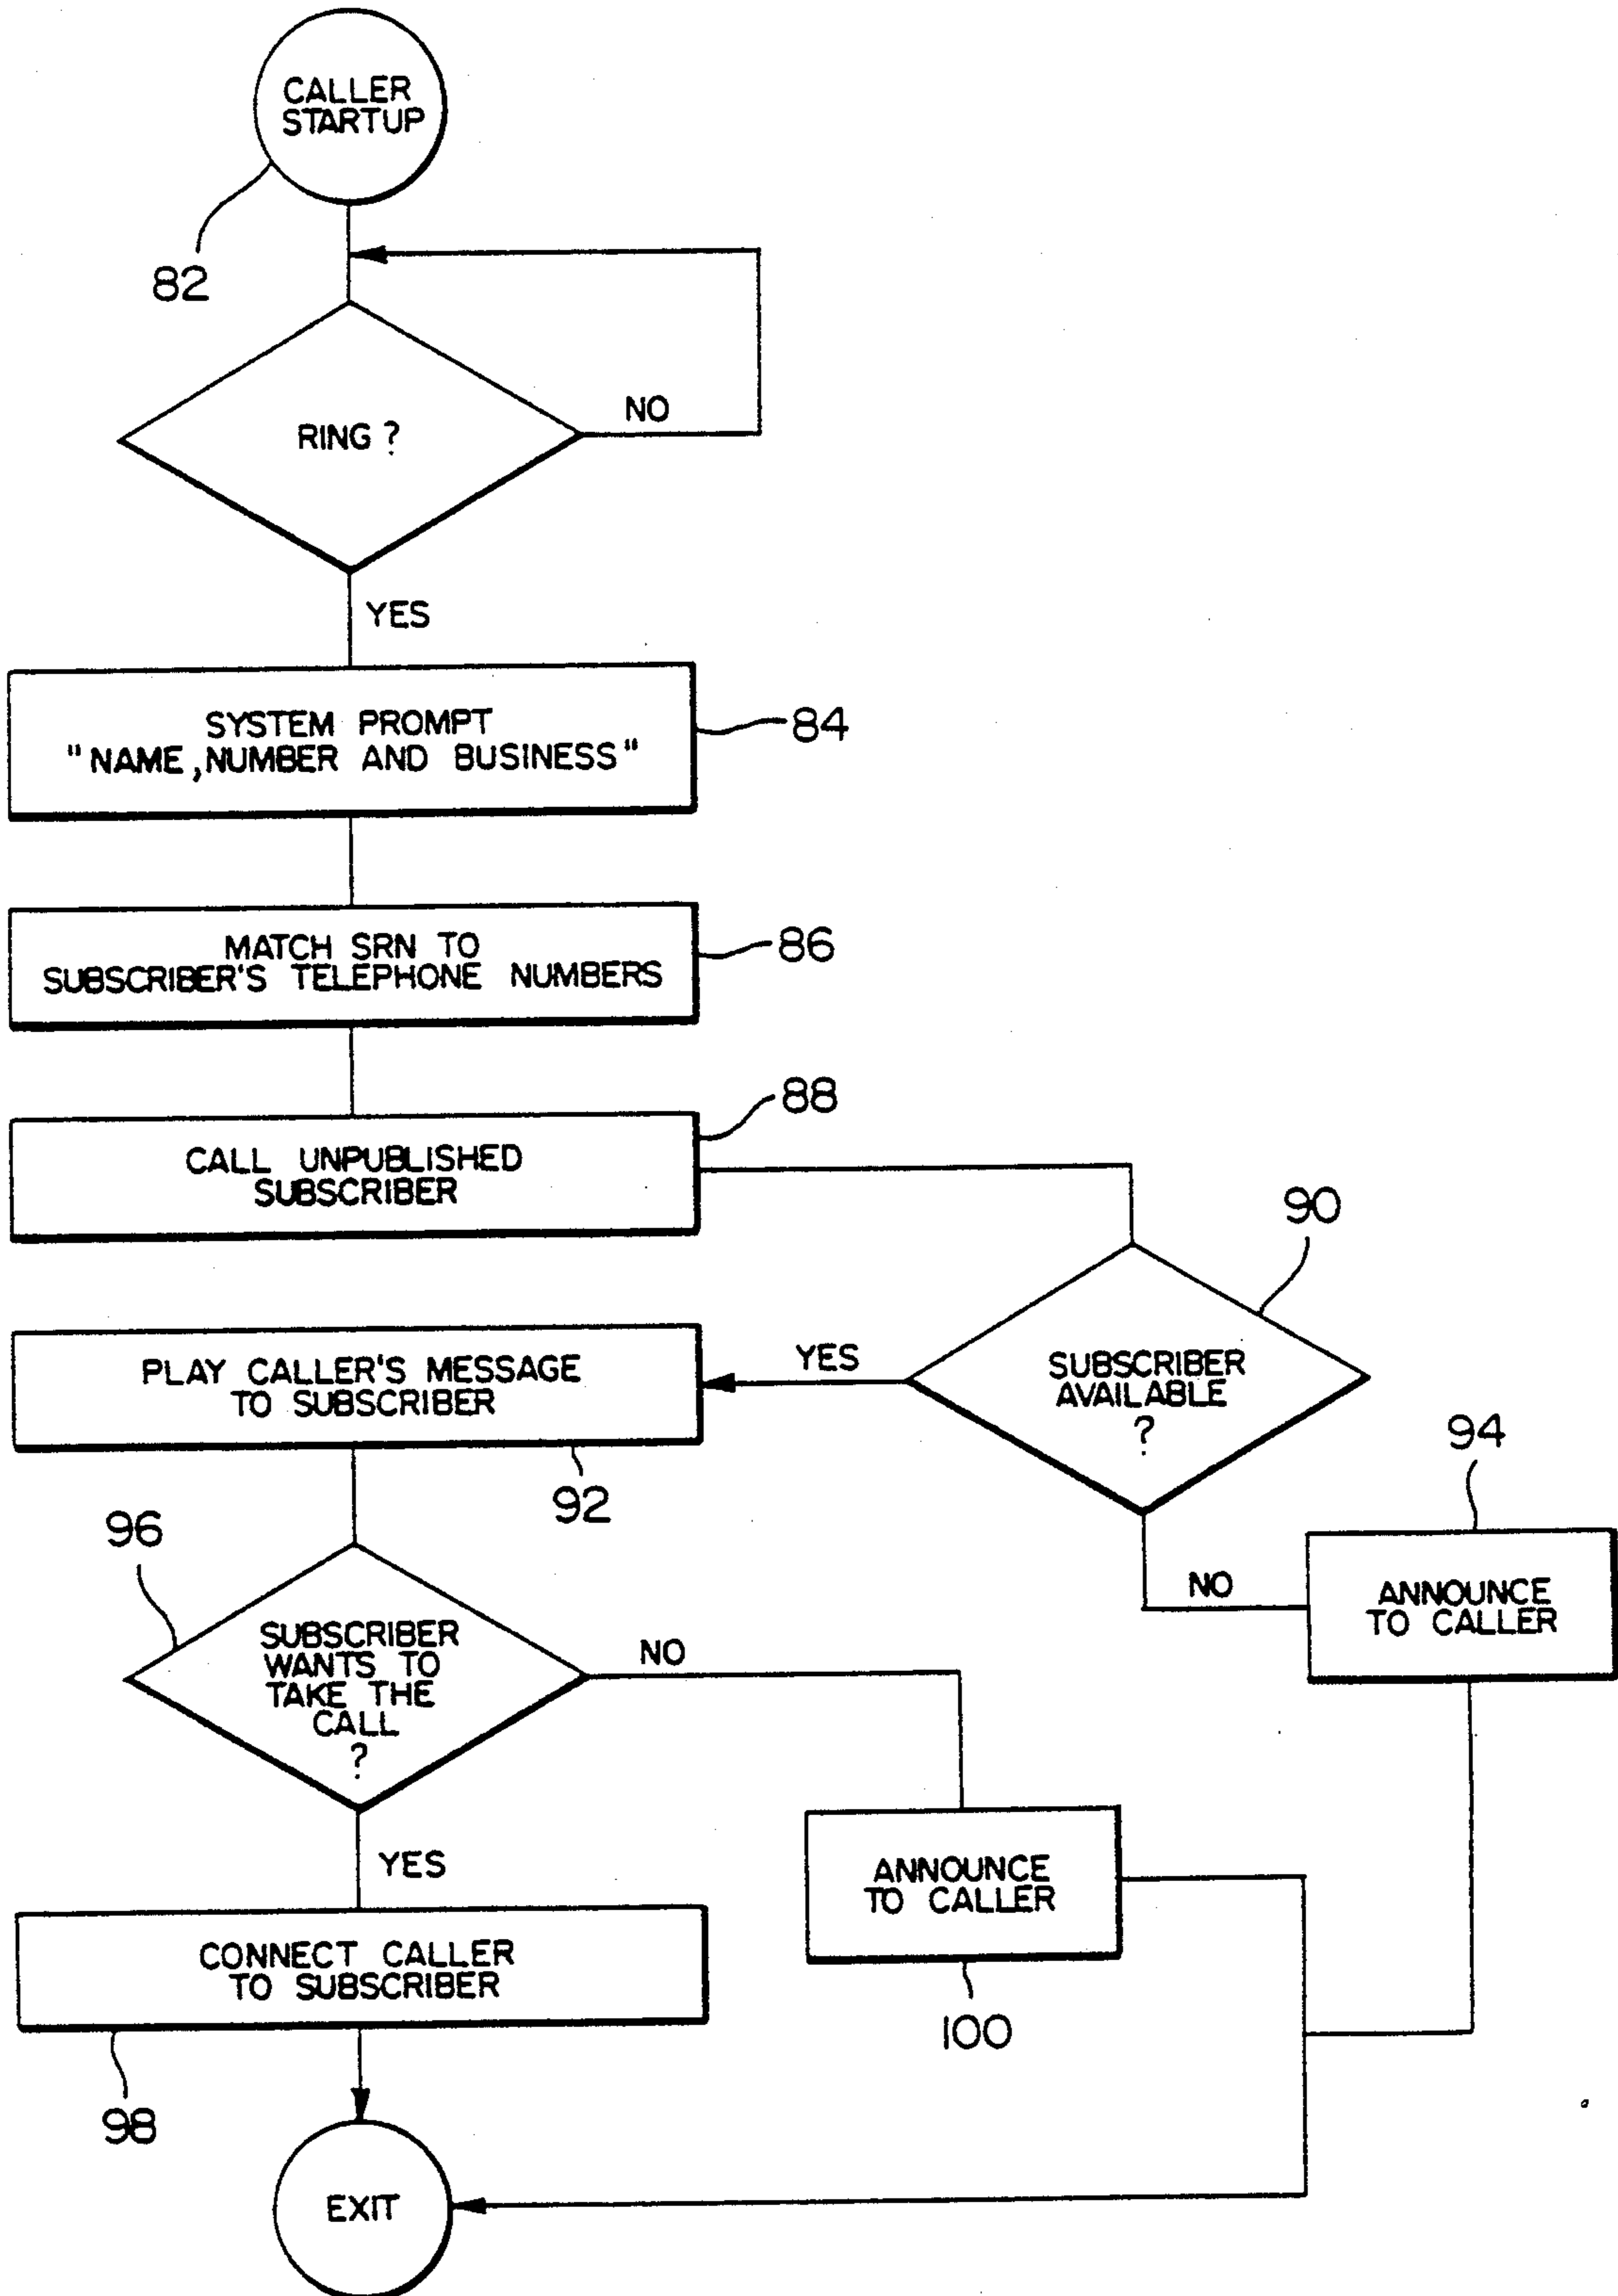 CALLER
STARTUP
82
RING ?
NO
YES
SYSTEM PROMPT
"NAME, NUMBER AND BUSINESS"
84
MATCH SRN TO
SUBSCRIBER'S TELEPHONE NUMBERS
86
CALL UNPUBLISHED
SUBSCRIBER
88
90
SUBSCRIBER
AVAILABLE
?
YES
PLAY CALLER'S MESSAGE
TO SUBSCRIBER
92
NO
94
ANNOUNCE
TO CALLER
96
SUBSCRIBER
WANTS TO
TAKE THE
CALL
?
NO
ANNOUNCE
TO CALLER
100
YES
CONNECT CALLER
TO SUBSCRIBER
98
EXIT